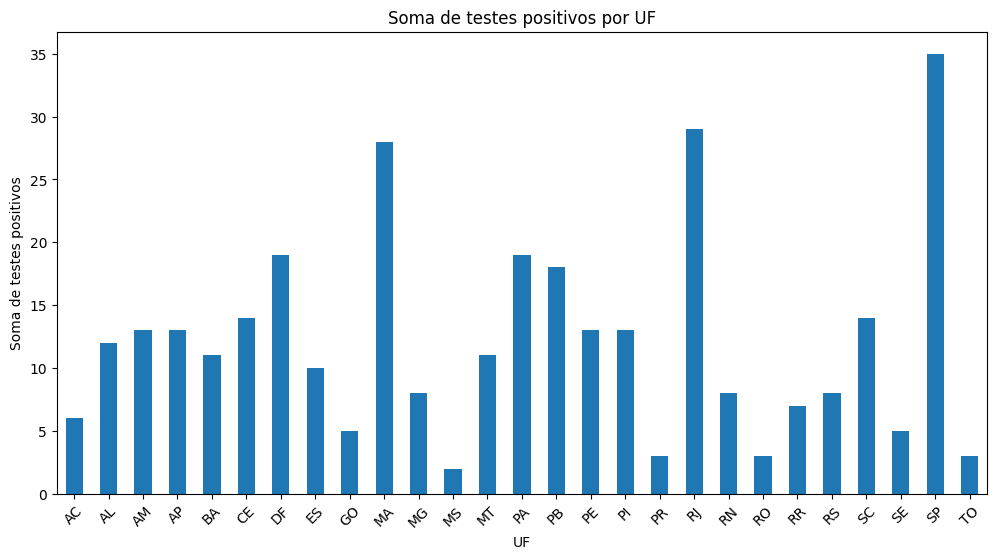 Soma de testes positivos por UF
Soma de testes positivos
35
30
25
20
15
10
5
0
AC AL AM AP BA CE DF ES GO MA MG MS MT PA PB PE PI PR RJ RN RO RR RS SC SE SP TO
UF